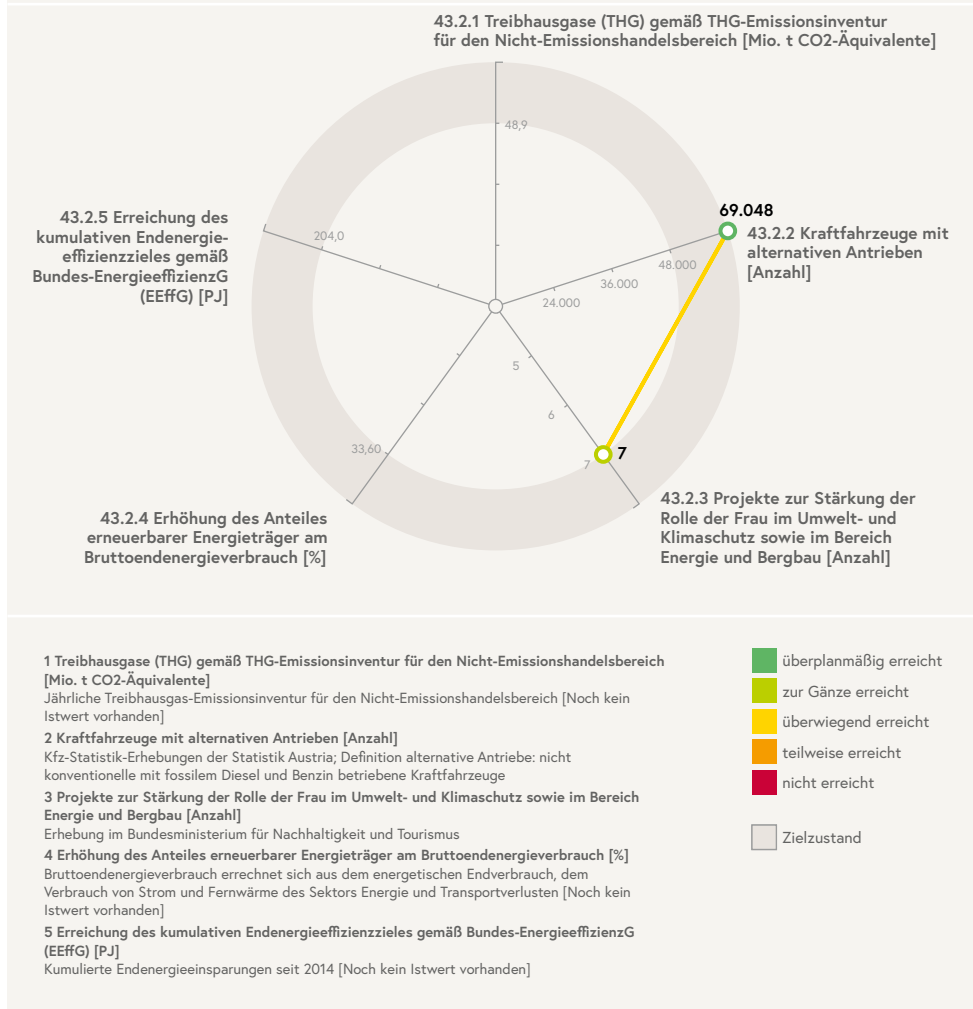 43.2.1 Treibhausgase (THG) gemäß THG-Emissionsinventur
für den Nicht-Emissionshandelsbereich [Mio. t CO2-Äquivalente]
48,9
69.048
43.2.2 Kraftfahrzeuge mit
alternativen Antrieben
[Anzahl]
48.000
36.000
24.000
43.2.5 Erreichung des
kumulativen Endenergie-
effizienzzieles gemäß
Bundes-EnergieeffizienzG
(EEffG) [PJ]
204,0
5
6
7
7
43.2.3 Projekte zur Stärkung der
Rolle der Frau im Umwelt- und
Klimaschutz sowie im Bereich
Energie und Bergbau [Anzahl]
33,60
43.2.4 Erhöhung des Anteiles
erneuerbarer Energieträger am
Bruttoendenergieverbrauch [%]
1 Treibhausgase (THG) gemäß THG-Emissionsinventur für den Nicht-Emissionshandelsbereich
[Mio. t CO2-Äquivalente]
Jährliche Treibhausgas-Emissionsinventur für den Nicht-Emissionshandelsbereich [Noch kein
Istwert vorhanden]
2 Kraftfahrzeuge mit alternativen Antrieben [Anzahl]
Kfz-Statistik-Erhebungen der Statistik Austria; Definition alternative Antriebe: nicht
konventionelle mit fossilem Diesel und Benzin betriebene Kraftfahrzeuge
3 Projekte zur Stärkung der Rolle der Frau im Umwelt- und Klimaschutz sowie im Bereich
Energie und Bergbau [Anzahl]
Erhebung im Bundesministerium für Nachhaltigkeit und Tourismus
4 Erhöhung des Anteiles erneuerbarer Energieträger am Bruttoendenergieverbrauch [%]
Bruttoendenergieverbrauch errechnet sich aus dem energetischen Endverbrauch, dem
Verbrauch von Strom und Fernwärme des Sektors Energie und Transportverlusten [Noch kein
Istwert vorhanden]
5 Erreichung des kumulativen Endenergieeffizienzzieles gemäß Bundes-EnergieeffizienzG
(EEffG) [PJ]
Kumulierte Endenergieeinsparungen seit 2014 [Noch kein Istwert vorhanden]
überplanmäßig erreicht
zur Gänze erreicht
überwiegend erreicht
teilweise erreicht
nicht erreicht
Zielzustand